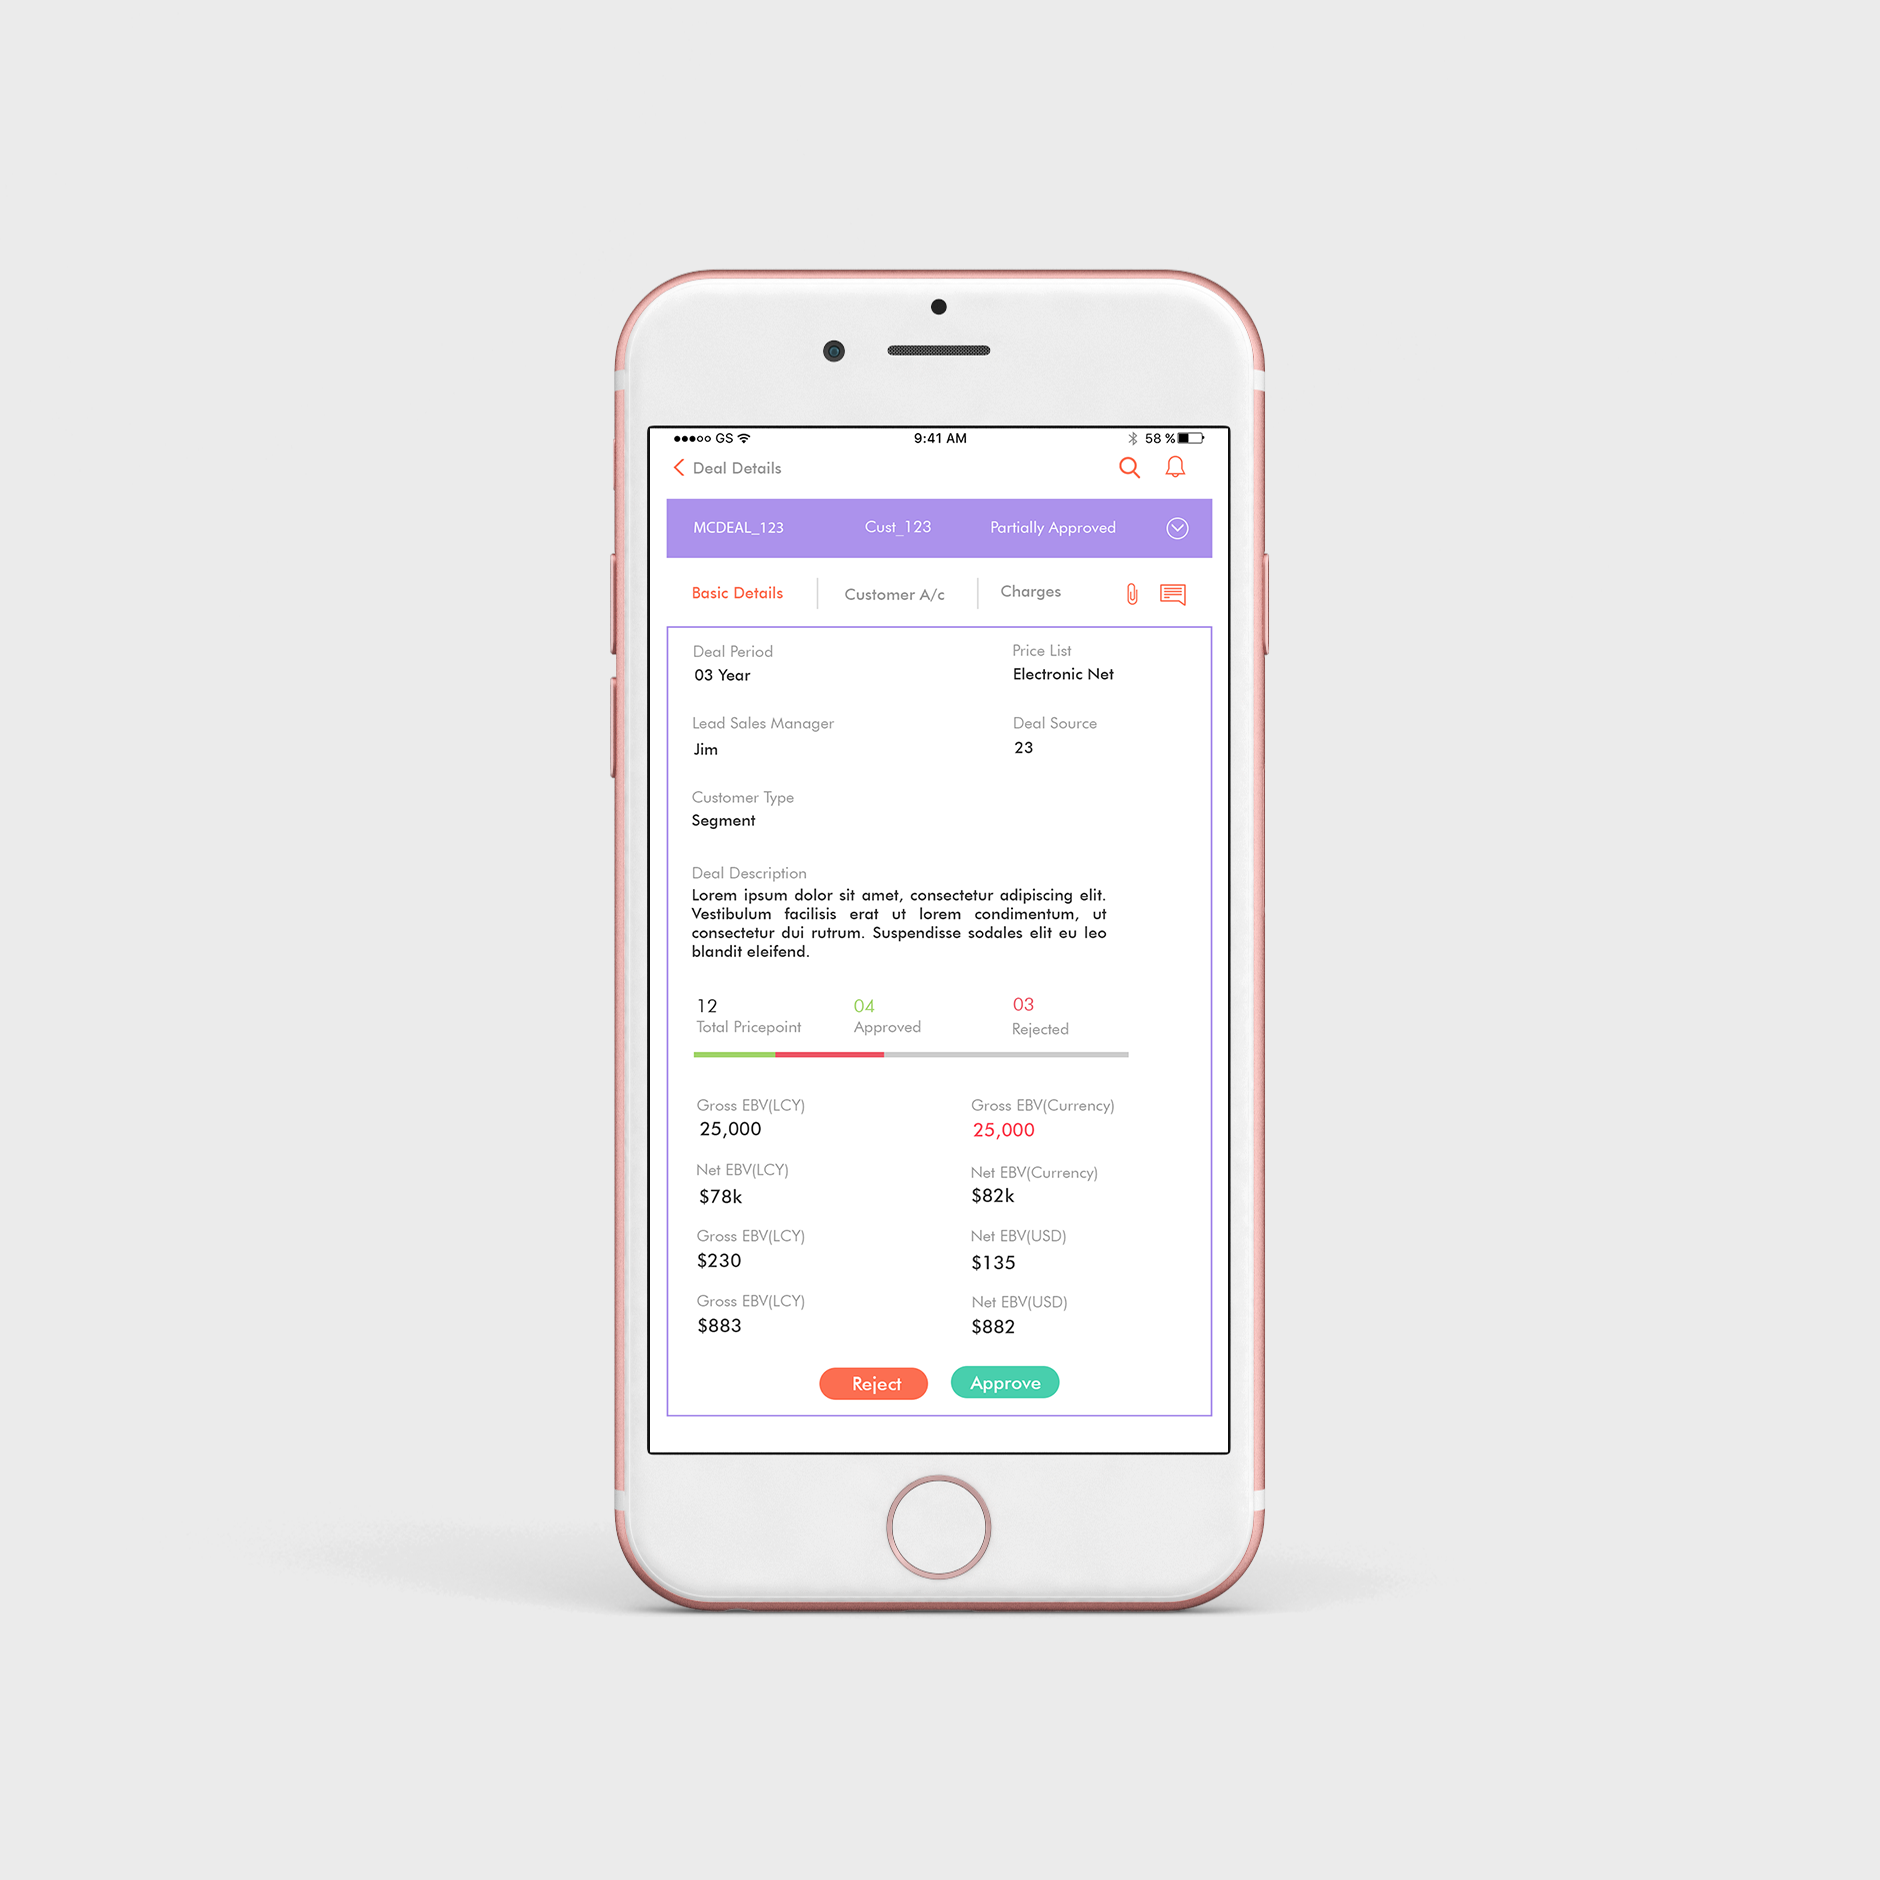 GS 9:41 AM 58 %
Deal Details
MCDEAL_123 Cust_123 Partially Approved
Basic Details Customer A/c Charges
Deal Period Price List
03 Year Electronic Net
Lead Sales Manager Deal Source
Jim 23
Customer Type
Segment
Deal Description
Lorem ipsum dolor sit amet, consectetur adipiscing elit.
Vestibulum facilisis erat ut lorem condimentum, ut
consectetur dui rutrum. Suspendisse sodales elit eu leo
blandit eleifend.
12 04 03
Total Pricepoint Approved Rejected
Gross EBV(LCY) Gross EBV(Currency)
25,000 25,000
Net EBV(LCY) Net EBV(Currency)
$78k $82k
Gross EBV(LCY) Net EBV(USD)
$230 $135
Gross EBV(LCY) Net EBV(USD)
$883 $882
Reject Approve